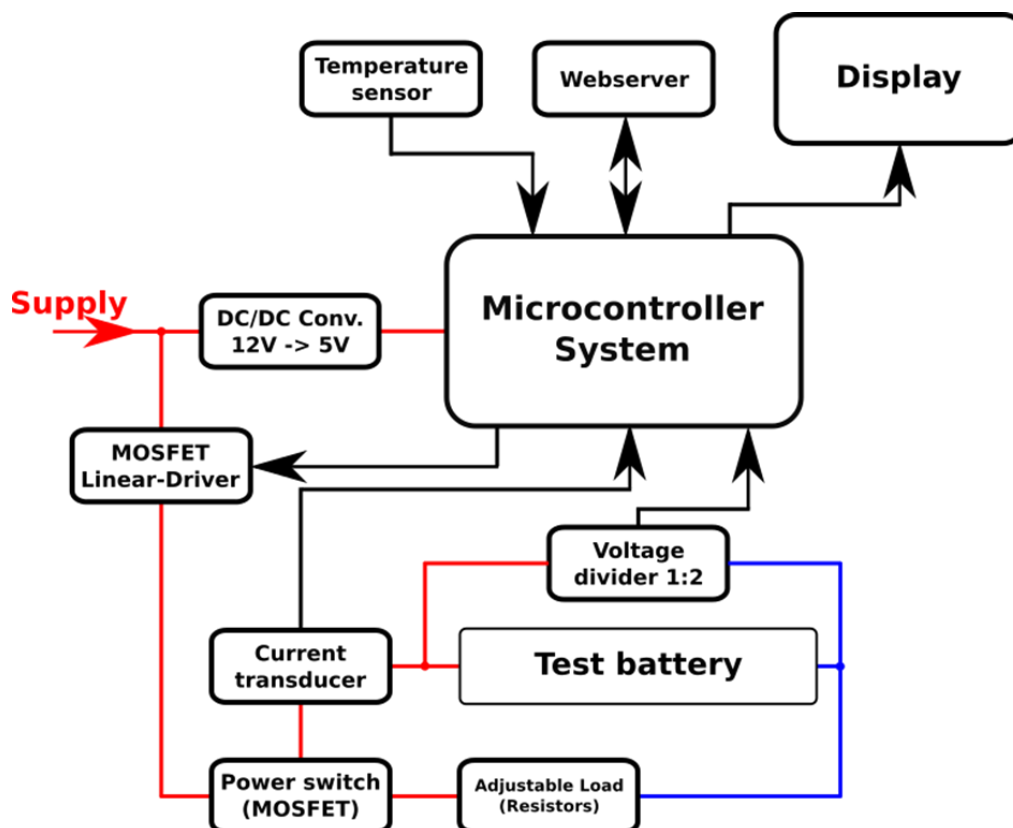 Temperature
sensor
Webserver
Display
Supply
DC/DC Conv.
12V -> 5V
Microcontroller
System
MOSFET
Linear-Driver
Voltage
divider 1:2
Current
transducer
Test battery
Power switch
(MOSFET)
Adjustable Load
(Resistors)